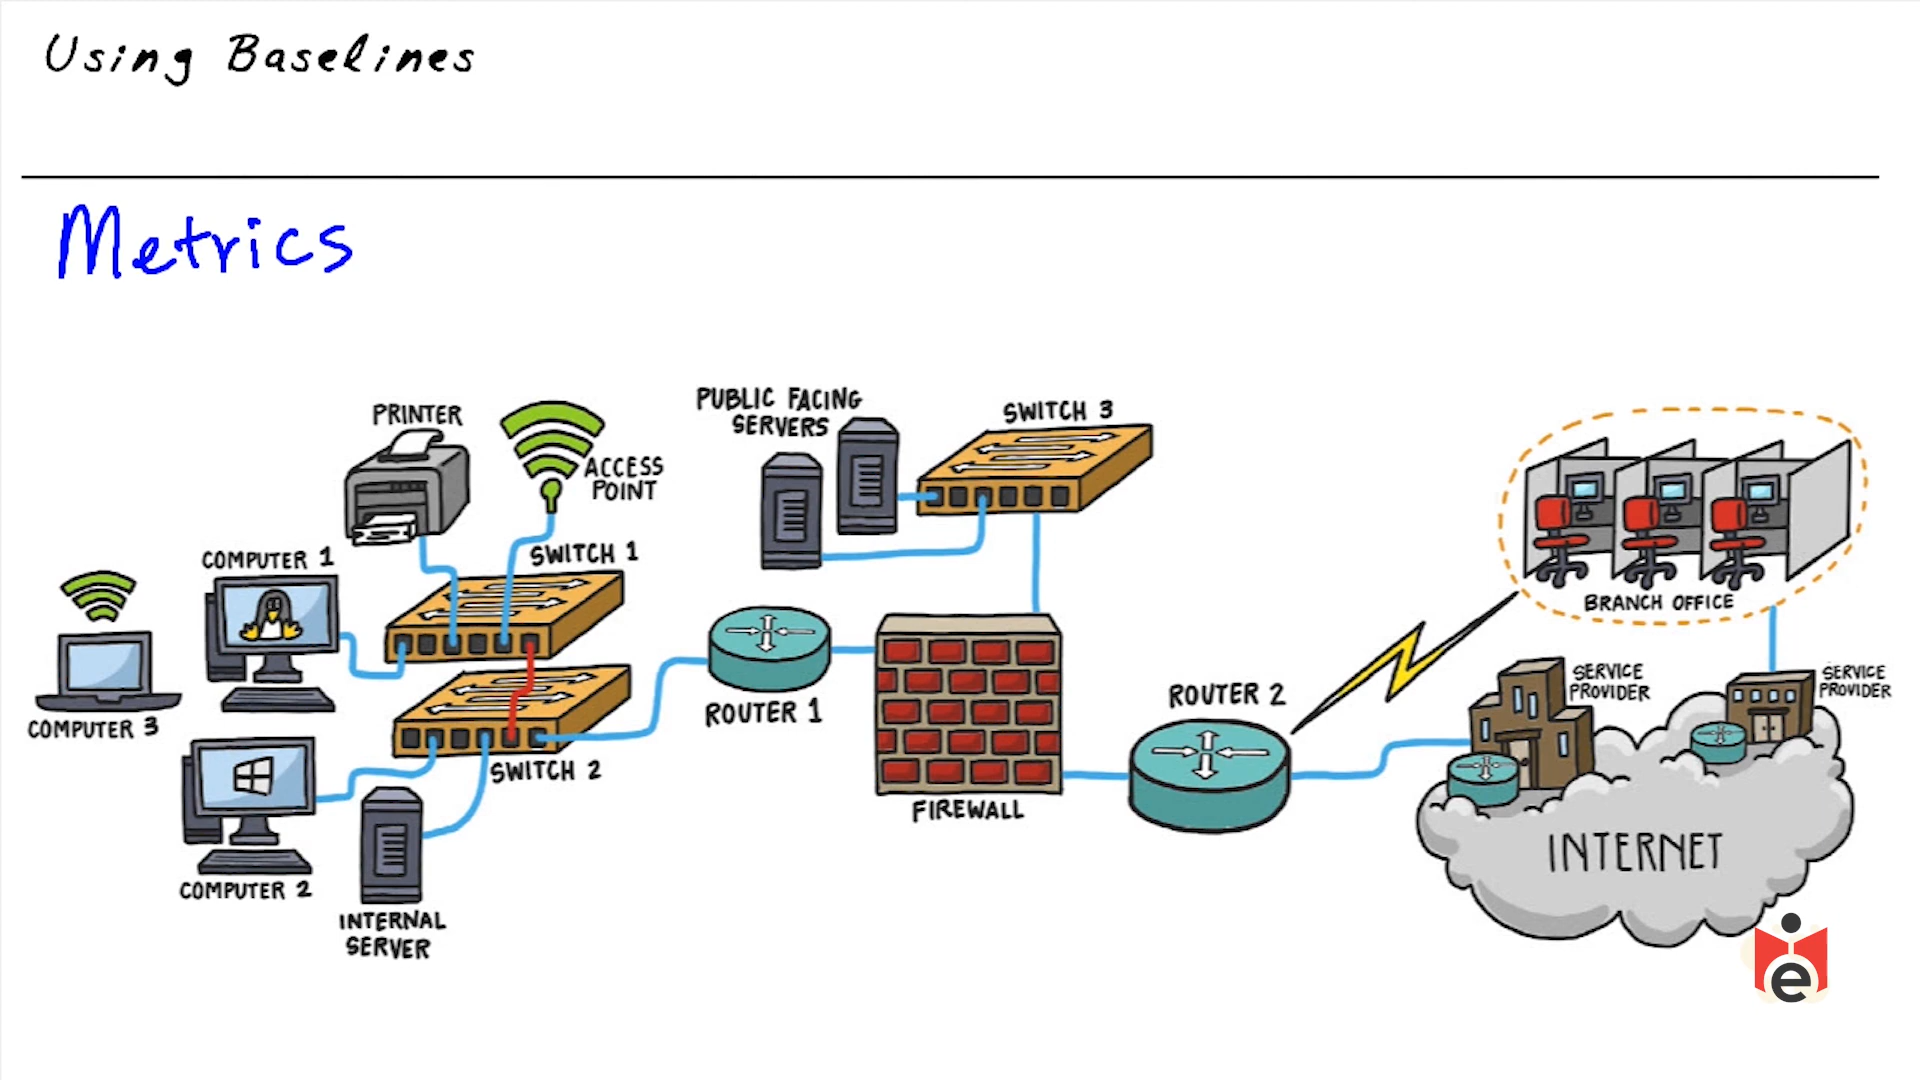 Using Baselines
Metrics
PRINTER
ACCESS
POINT
PUBLIC FACING
SERVERS
SWITCH 3
COMPUTER 1
SWITCH 1
COMPUTER 3
ROUTER 1
SWITCH 2
COMPUTER 2
INTERNAL
SERVER
FIREWALL
ROUTER 2
BRANCH OFFICE
SERVICE
PROVIDER
SERVICE
PROVIDER
INTERNET
e